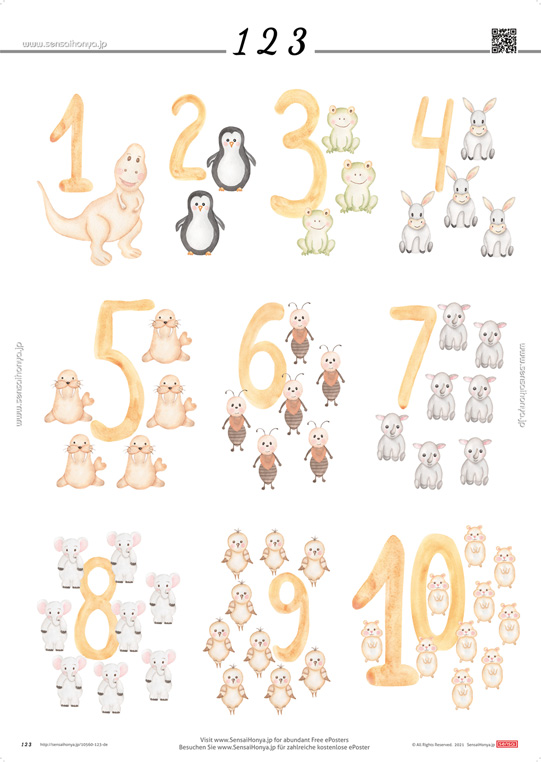 www.sensaihonya.jp
1 2 3
1
2
3
4
5
6
7
8
9
10
www.sensaihonya.jp
www.sensaihonya.jp
Visit www.SensaiHonya.jp for abundant Free ePosters
Besuchen Sie www.SensaiHonya.jp für zahlreiche kostenlose ePoster
1 2 3
http://sensaihonya.jp/10160-123-de
© All Rights Reserved. 2021 SensaiHonya.jp